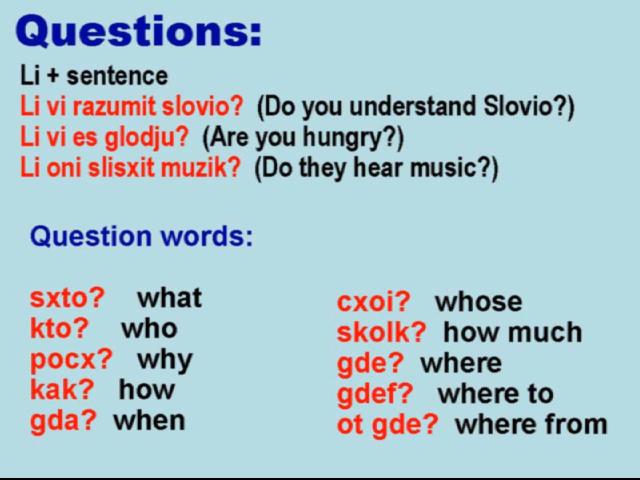 Questions:
Li + sentence
Li vi razumit slovio? (Do you understand Slovio?)
Li vi es glodju? (Are you hungry?)
Li oni slisxit muzik? (Do they hear music?)
Question words:
sxto? what
kto? who
pocx? why
kak? how
gda? when
cxoi? whose
skolk? how much
gde? where
gdef? where to
ot gde? where from